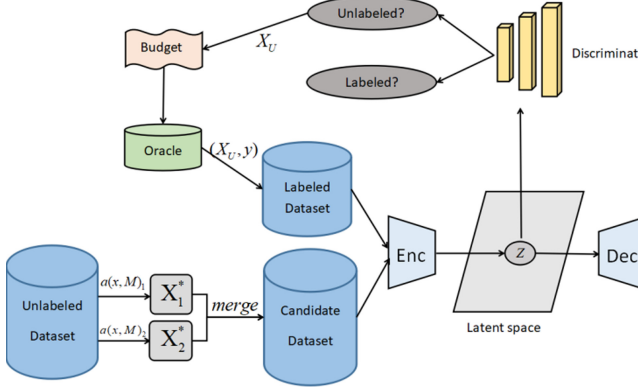 Unlabeled?
Budget
X_U
Discriminat
Labeled?
Oracle
(X_U, y)
Labeled
Dataset
Enc
Z
Dec
Unlabeled
Dataset
a(x, M)_1
X_1^*
a(x, M)_2
X_2^*
merge
Candidate
Dataset
Latent space